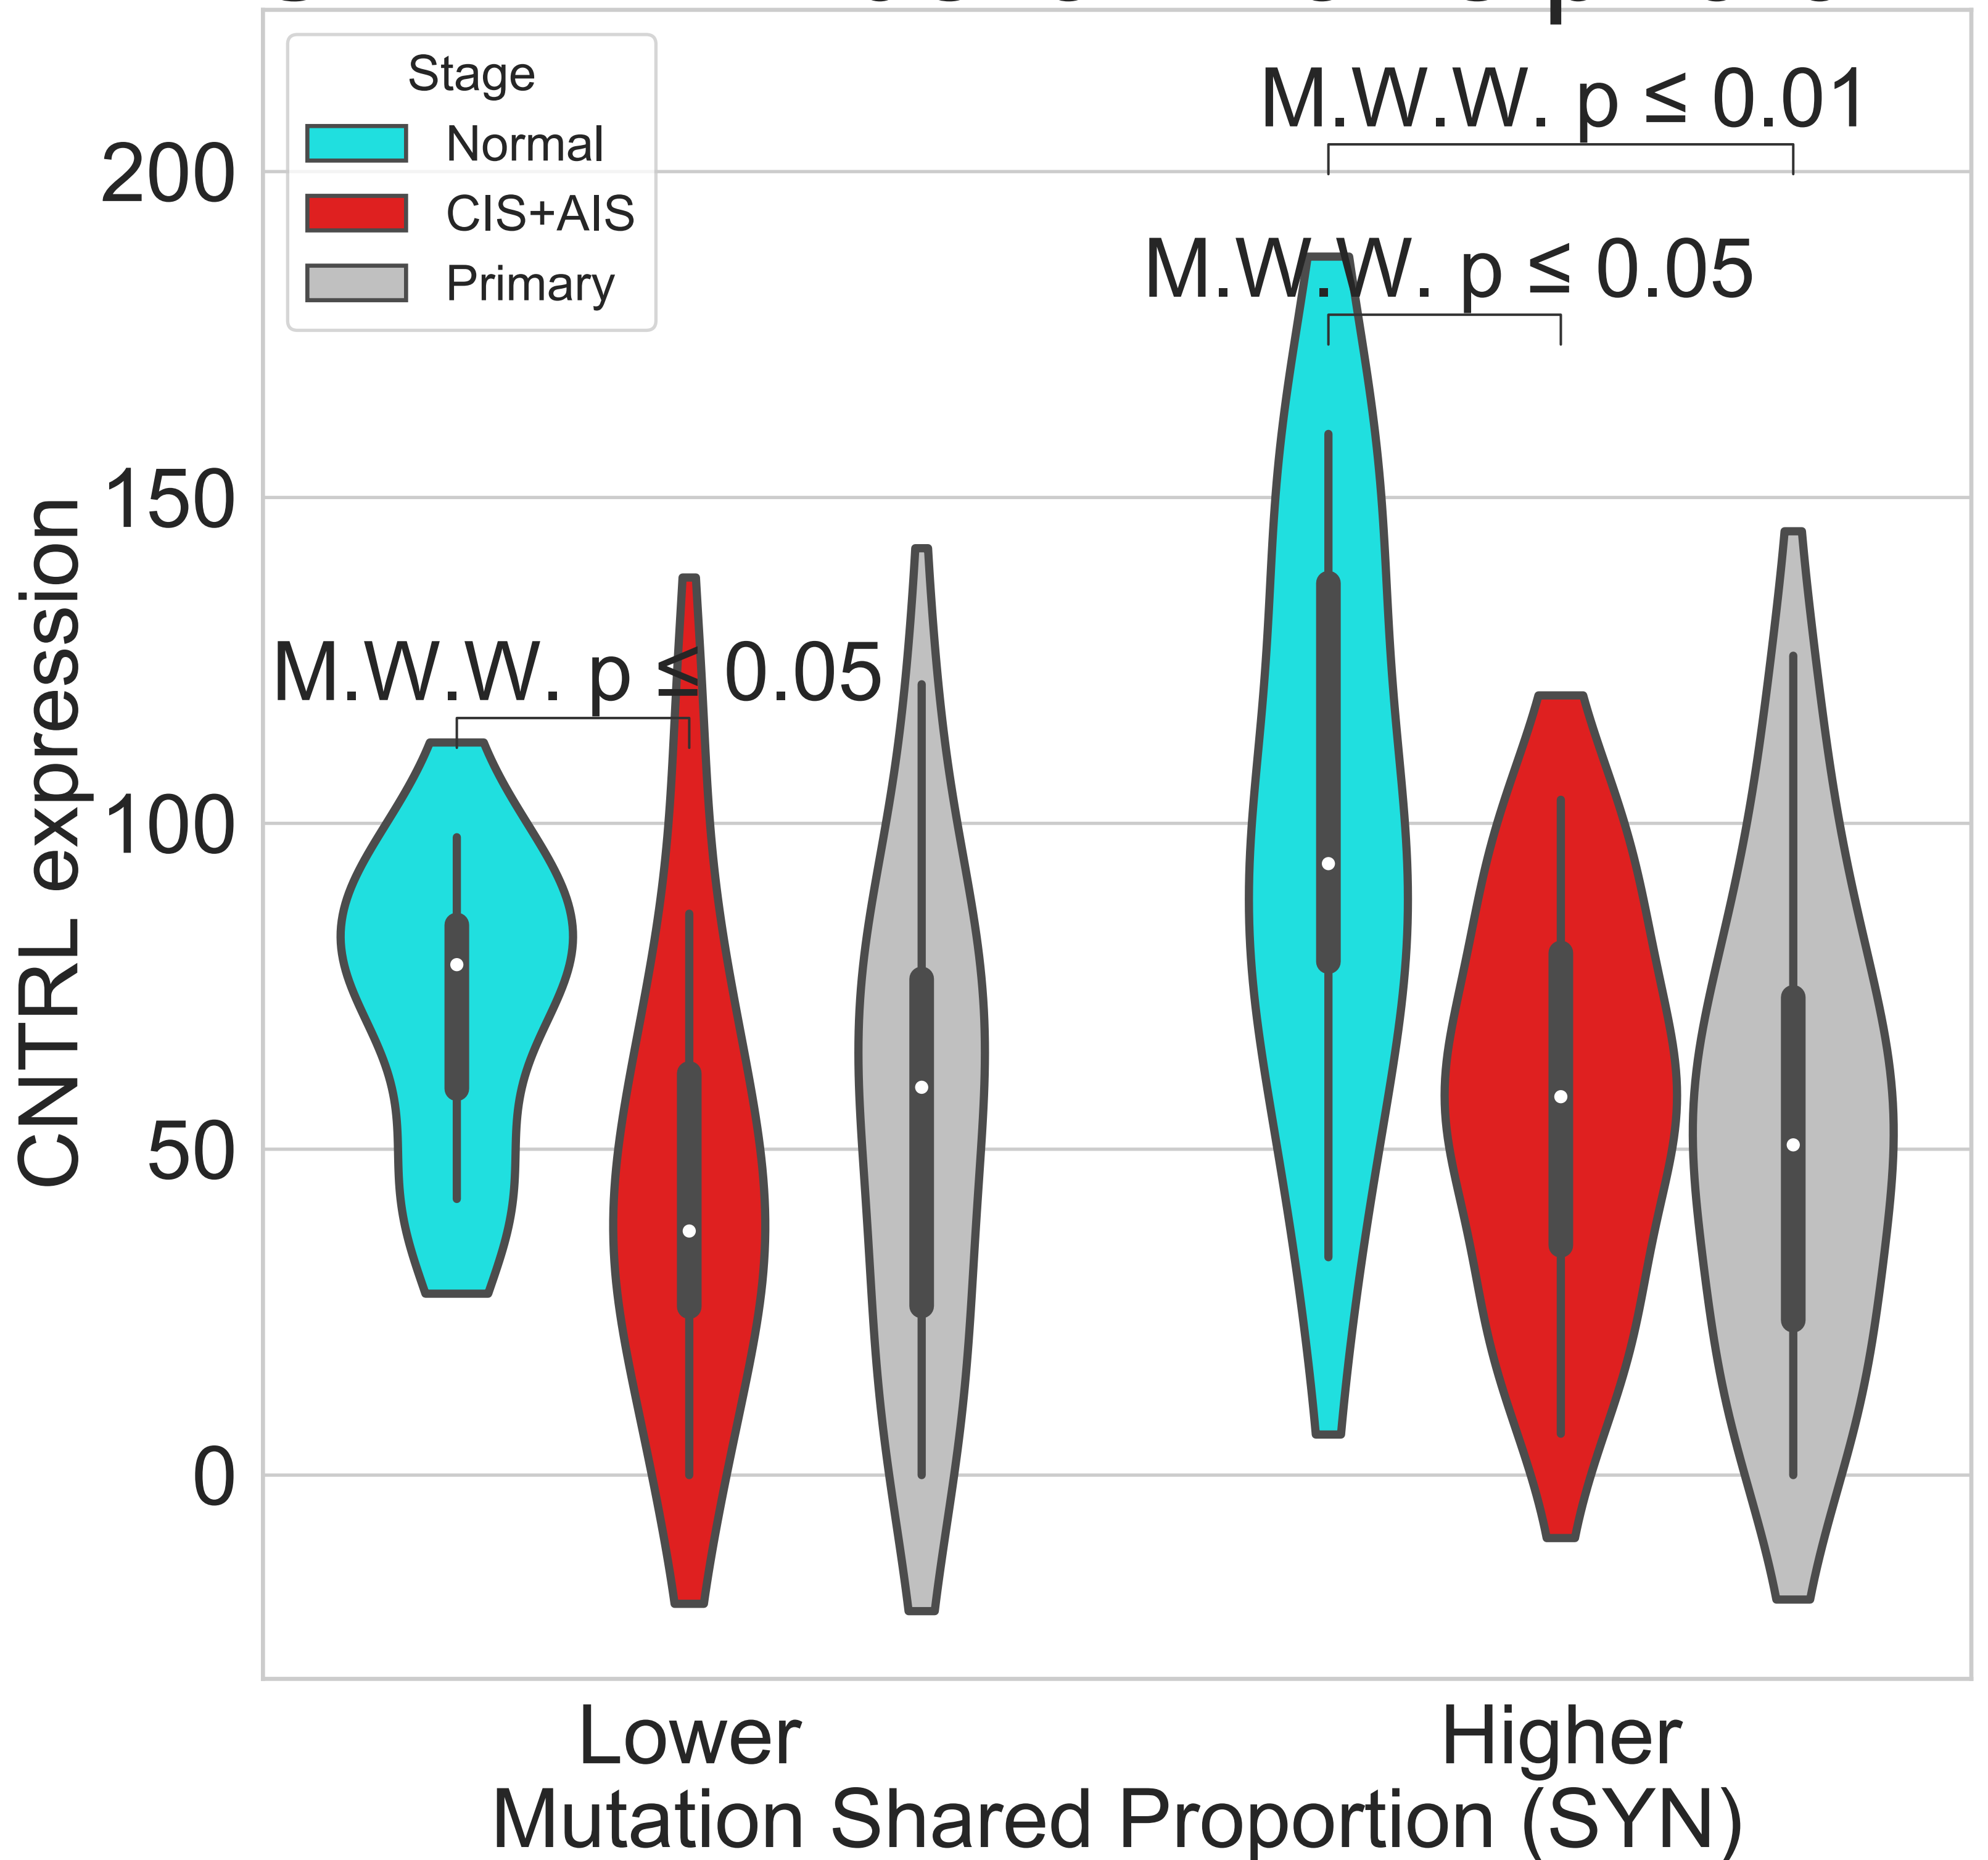 Stage
Normal
CIS+AIS
Primary
M.W.W. p ≤ 0.01
M.W.W. p ≤ 0.05
M.W.W. p ≤ 0.05
200
150
100
50
0
CNTRL expression
Lower
Higher
Mutation Shared Proportion (SYN)